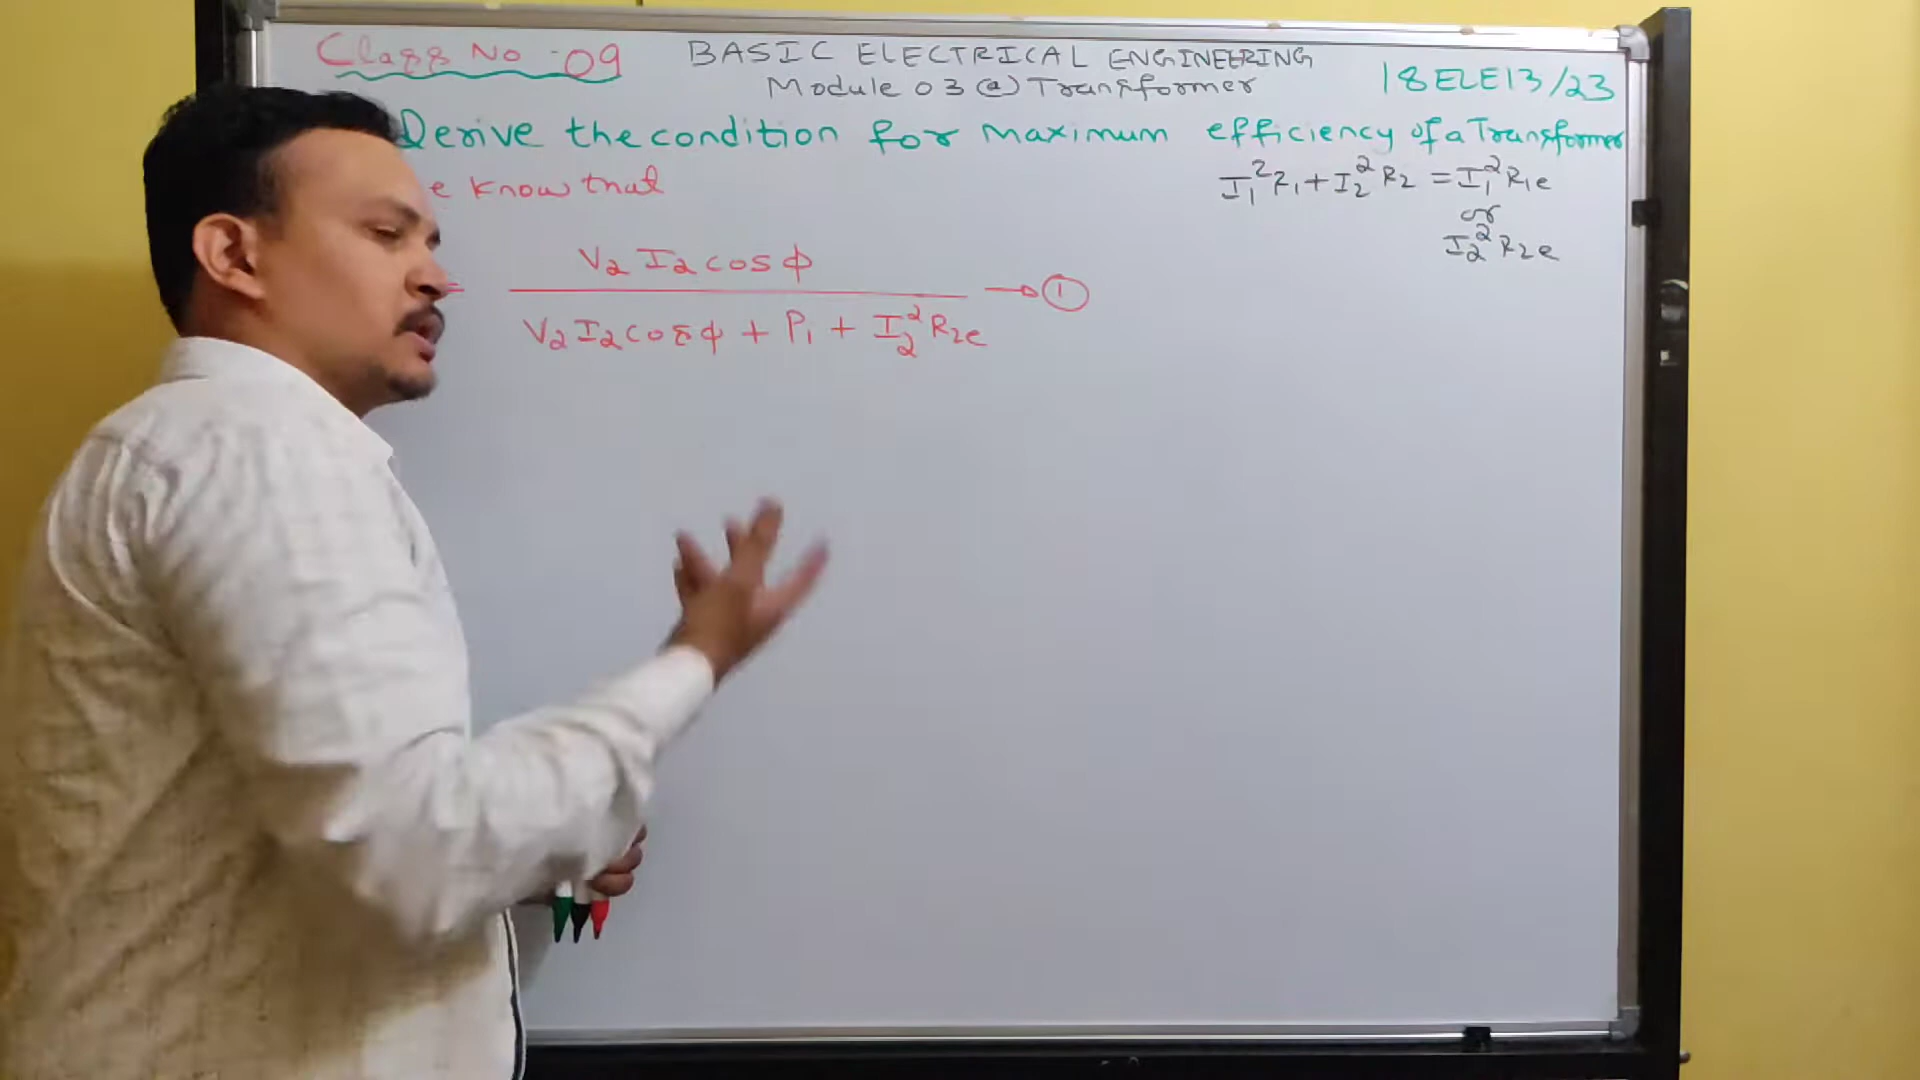 Class No - 09
BASIC ELECTRICAL ENGINEERING
Module 03 (a) Transformer
18ELE13/23
Derive the condition for maximum efficiency of a Transformer
e know that
I₁²R₁ + I₂²R₂ = I₁²R₁e
or
I₂²R₂e
= V₂ I₂ cos ϕ
V₂ I₂ cos ϕ + P₁ + I₂² R₂e
→ ①